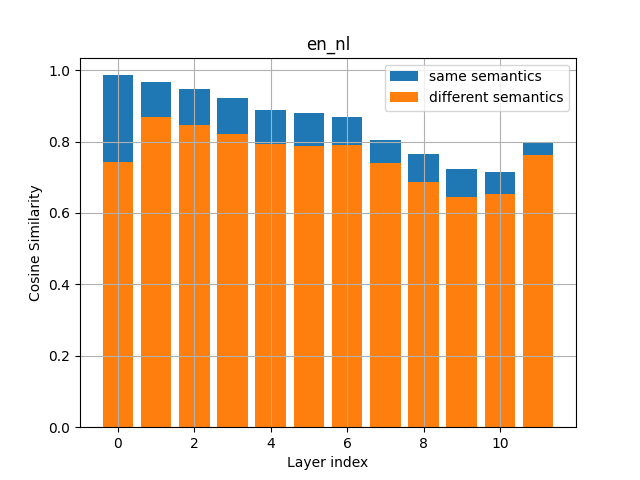 en_nl
same semantics
different semantics
1.0
0.8
0.6
0.4
0.2
0.0
Cosine Similarity
0 2 4 6 8 10
Layer index